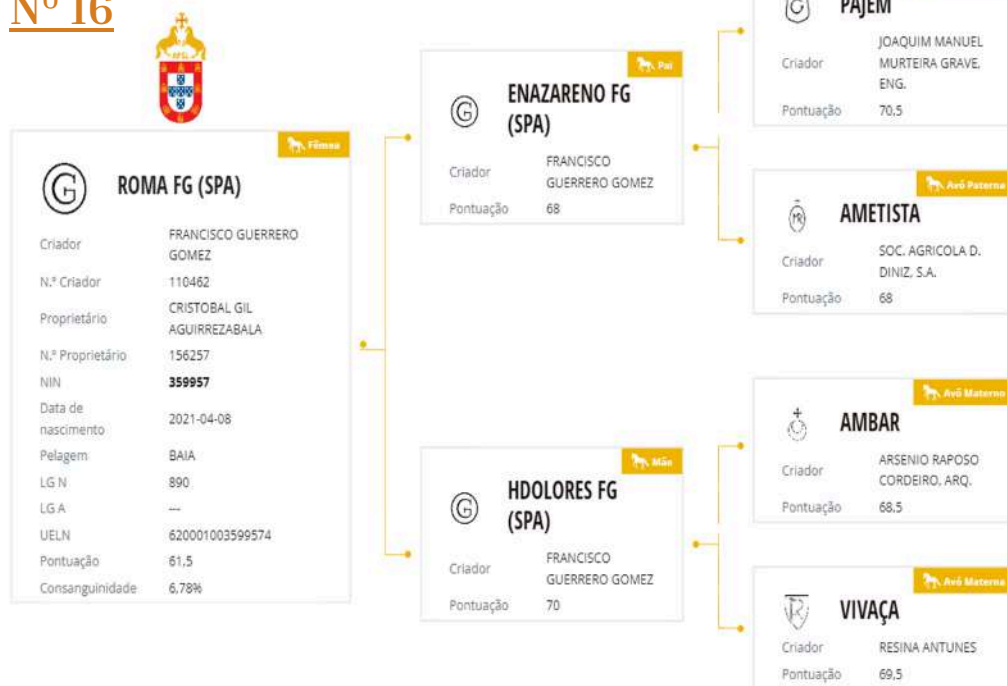 Nº 16
Fêmea
ROMA FG (SPA)
Criador FRANCISCO GUERRERO
GOMEZ
N.º Criador 110462
Proprietário CRISTOBAL GIL
AGUIRREZABALA
N.º Proprietário 156257
NIN 359957
Data de
nascimento 2021-04-08
Pelagem BAIA
LG N 890
LG A ---
UELN 620001003599574
Pontuação 61,5
Consanguinidade 6,78%
Pai
ENAZARENO FG
(SPA)
Criador FRANCISCO
GUERRERO GOMEZ
Pontuação 68
Mãe
HDOLORES FG
(SPA)
Criador FRANCISCO
GUERRERO GOMEZ
Pontuação 70
PAJEM
Criador JOAQUIM MANUEL
MURTEIRA GRAVE,
ENG.
Pontuação 70,5
Avó Paterna
AMETISTA
Criador SOC. AGRICOLA D.
DINIZ, S.A.
Pontuação 68
Avô Materno
AMBAR
Criador ARSENIO RAPOSO
CORDEIRO, ARQ.
Pontuação 68,5
Avó Materna
VIVAÇA
Criador RESINA ANTUNES
Pontuação 69,5